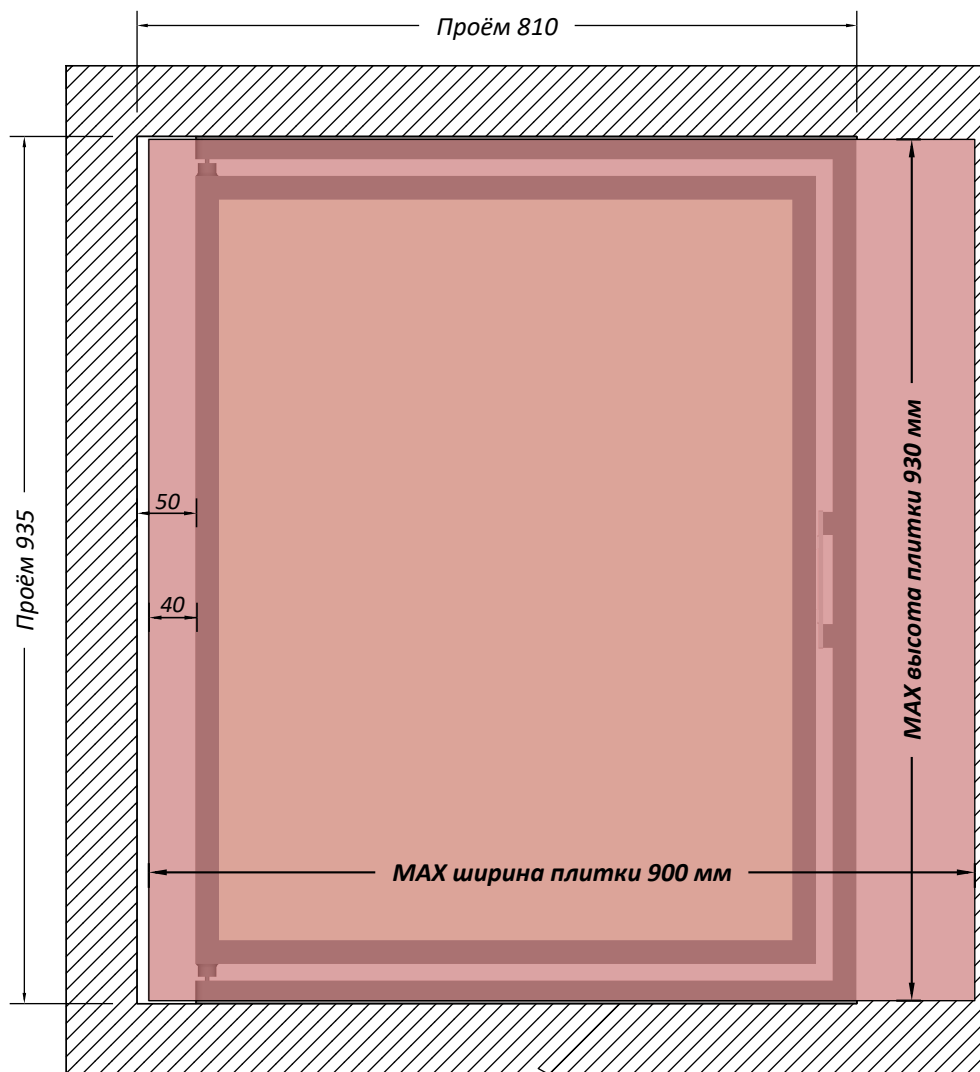 Проём 810
Проём 935
50
40
MAX высота плитки 930 мм
MAX ширина плитки 900 мм